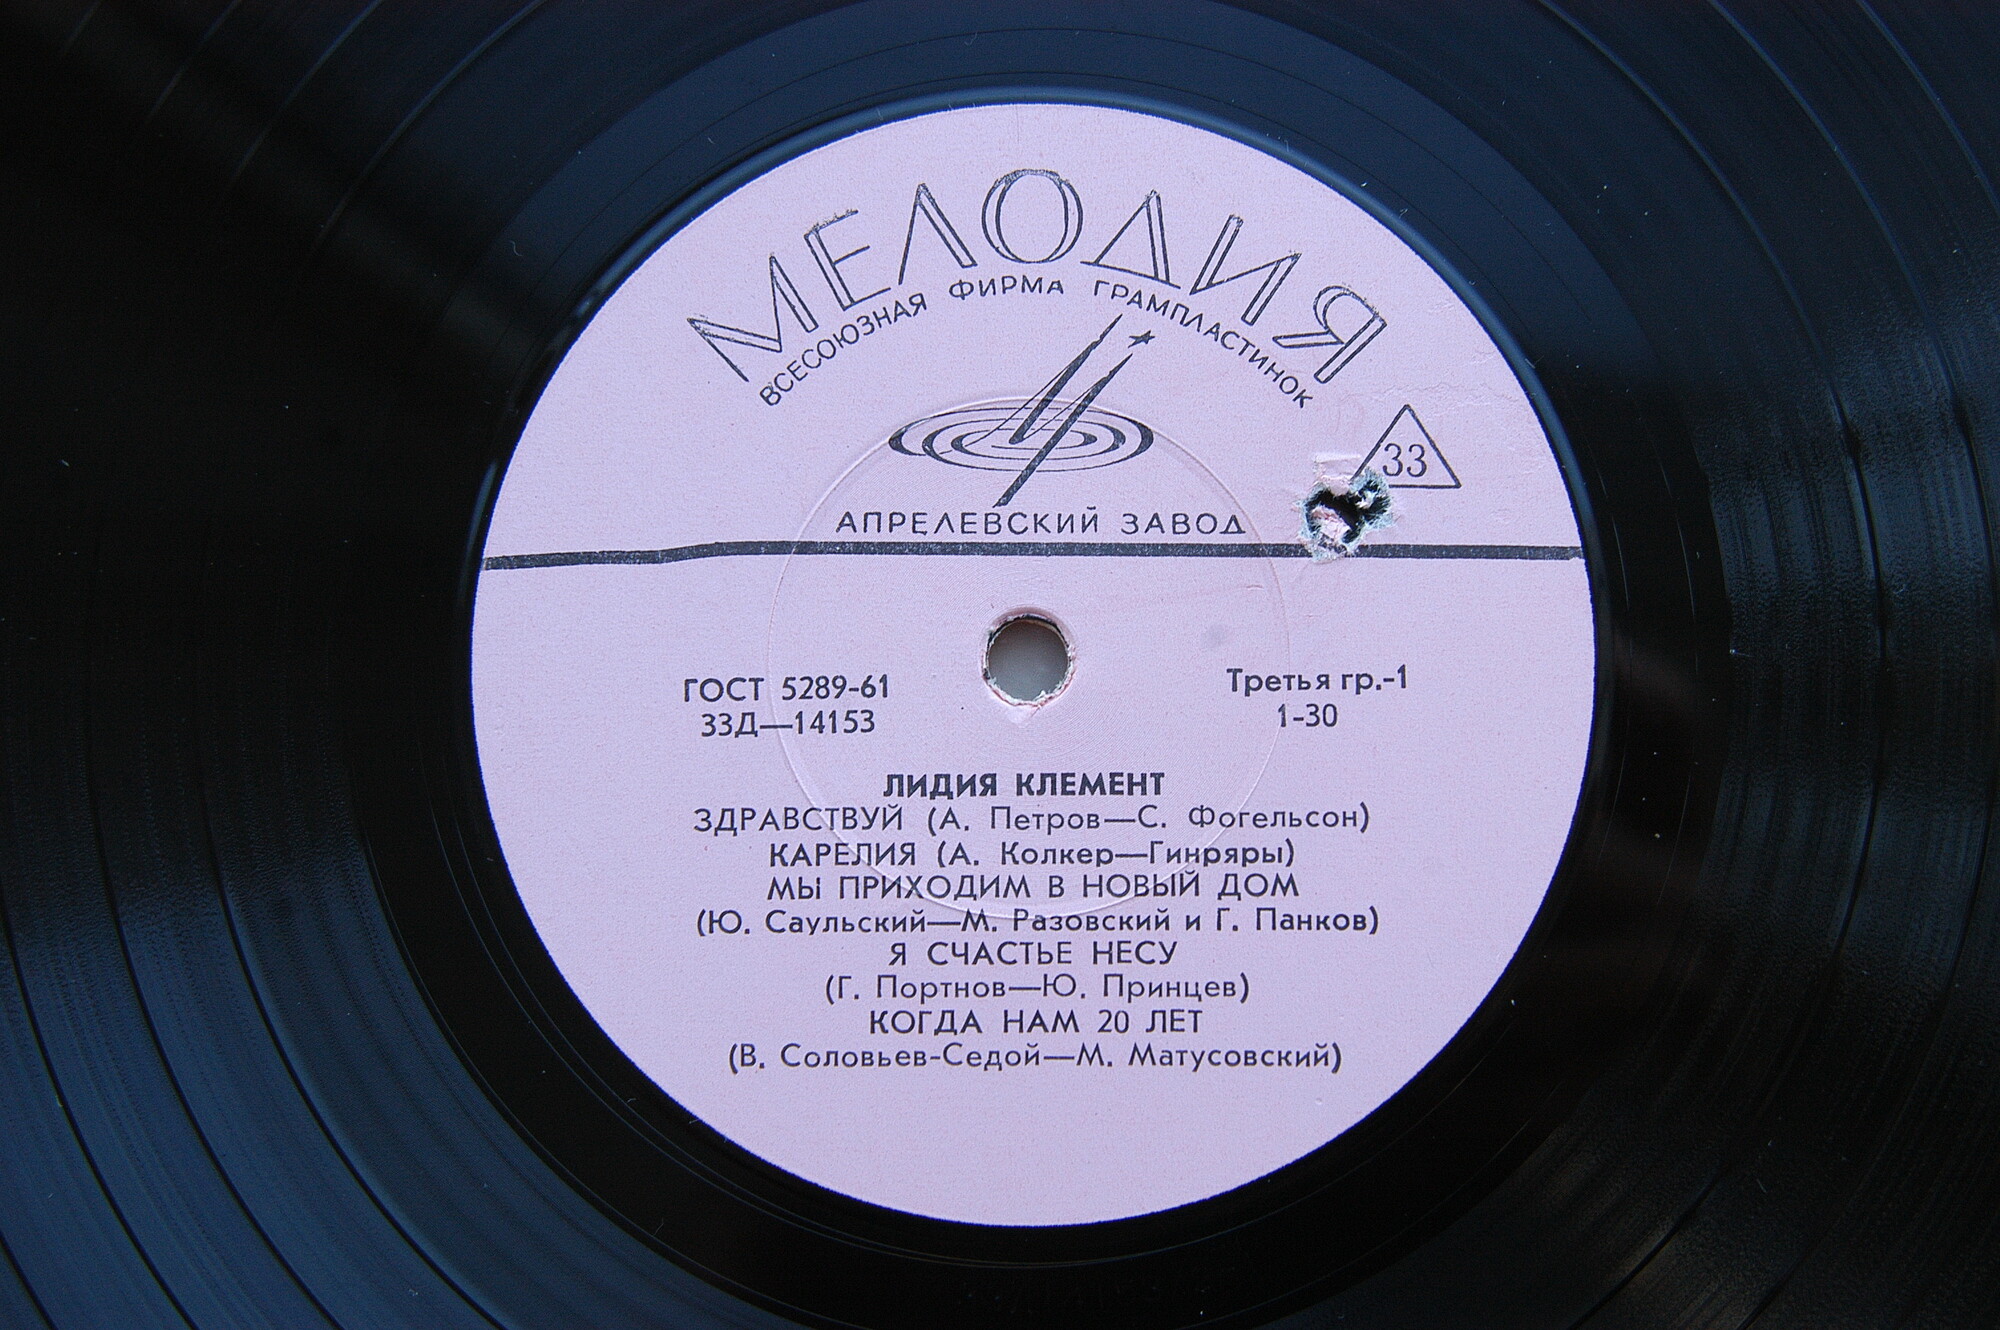 МЕЛОДИЯ
ВСЕСОЮЗНАЯ ФИРМА ГРАМПЛАСТИНОК
33
АПРЕЛЕВСКИЙ ЗАВОД
ГОСТ 5289-61
33Д—14153
Третья гр.-1
1-30
ЛИДИЯ КЛЕМЕНТ
ЗДРАВСТВУЙ (А. Петров—С. Фогельсон)
КАРЕЛИЯ (А. Колкер—Гинряры)
МЫ ПРИХОДИМ В НОВЫЙ ДОМ
(Ю. Саульский—М. Разовский и Г. Панков)
Я СЧАСТЬЕ НЕСУ
(Г. Портнов—Ю. Принцев)
КОГДА НАМ 20 ЛЕТ
(В. Соловьев-Седой—М. Матусовский)